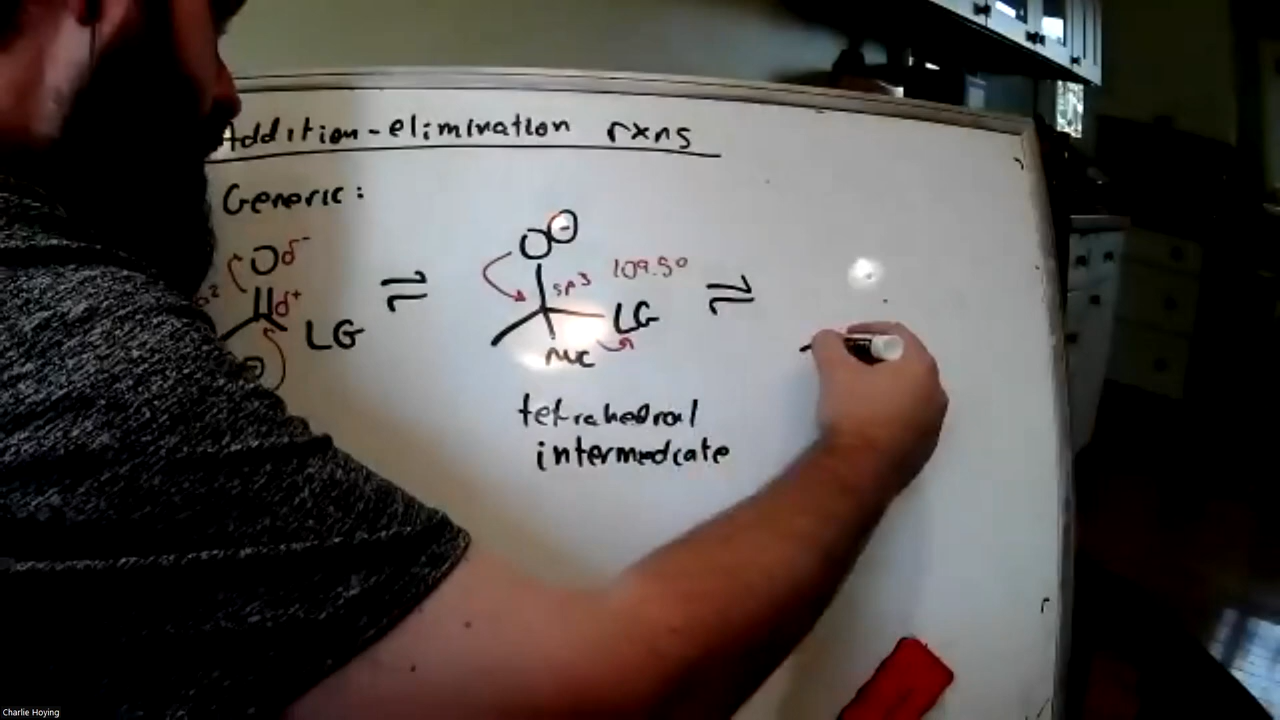 Addition-elimination rxns
Generic:
O δ-
δ+
LG
⊖
⇌
O⊖
sp3 109.5°
LG
Nuc
⇌
tetrahedral
intermediate
Charlie Hoying